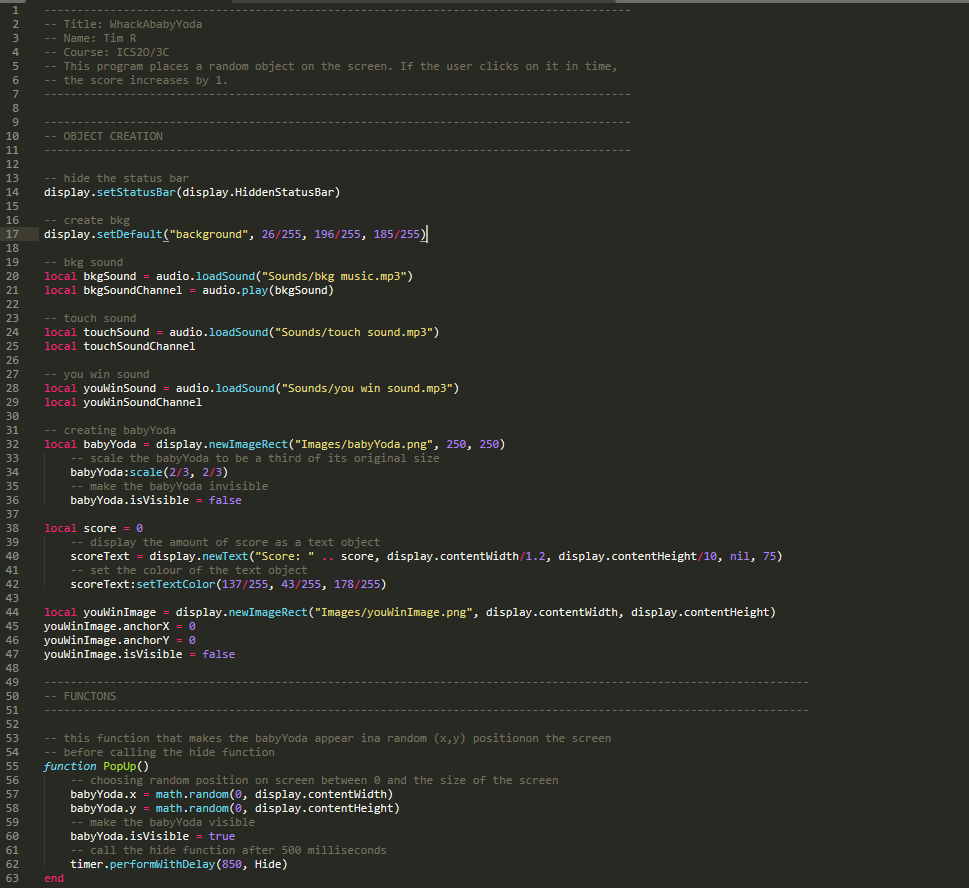 1 -----------------------------------------------------------------------------------------
2 -- Title: WhackAbabyYoda
3 -- Name: Tim R
4 -- Course: ICS2O/3C
5 -- This program places a random object on the screen. If the user clicks on it in time,
6 -- the score increases by 1.
7 -----------------------------------------------------------------------------------------
8
9 -----------------------------------------------------------------------------------------
10 -- OBJECT CREATION
11 -----------------------------------------------------------------------------------------
12
13 -- hide the status bar
14 display.setStatusBar(display.HiddenStatusBar)
15
16 -- create bkg
17 display.setDefault("background", 26/255, 196/255, 185/255)
18
19 -- bkg sound
20 local bkgSound = audio.loadSound("Sounds/bkg music.mp3")
21 local bkgSoundChannel = audio.play(bkgSound)
22
23 -- touch sound
24 local touchSound = audio.loadSound("Sounds/touch sound.mp3")
25 local touchSoundChannel
26
27 -- you win sound
28 local youWinSound = audio.loadSound("Sounds/you win sound.mp3")
29 local youWinSoundChannel
30
31 -- creating babyYoda
32 local babyYoda = display.newImageRect("Images/babyYoda.png", 250, 250)
33 -- scale the babyYoda to be a third of its original size
34 babyYoda:scale(2/3, 2/3)
35 -- make the babyYoda invisible
36 babyYoda.isVisible = false
37
38 local score = 0
39 -- display the amount of score as a text object
40 scoreText = display.newText("Score: " .. score, display.contentWidth/1.2, display.contentHeight/10, nil, 75)
41 -- set the colour of the text object
42 scoreText:setTextColor(137/255, 43/255, 178/255)
43
44 local youWinImage = display.newImageRect("Images/youWinImage.png", display.contentWidth, display.contentHeight)
45 youWinImage.anchorX = 0
46 youWinImage.anchorY = 0
47 youWinImage.isVisible = false
48
49 --------------------------------------------------------------------------------------------------------------------
50 -- FUNCTONS
51 --------------------------------------------------------------------------------------------------------------------
52
53 -- this function that makes the babyYoda appear ina random (x,y) positionon the screen
54 -- before calling the hide function
55 function PopUp()
56 -- choosing random position on screen between 0 and the size of the screen
57 babyYoda.x = math.random(0, display.contentWidth)
58 babyYoda.y = math.random(0, display.contentHeight)
59 -- make the babyYoda visible
60 babyYoda.isVisible = true
61 -- call the hide function after 500 milliseconds
62 timer.performWithDelay(850, Hide)
63 end